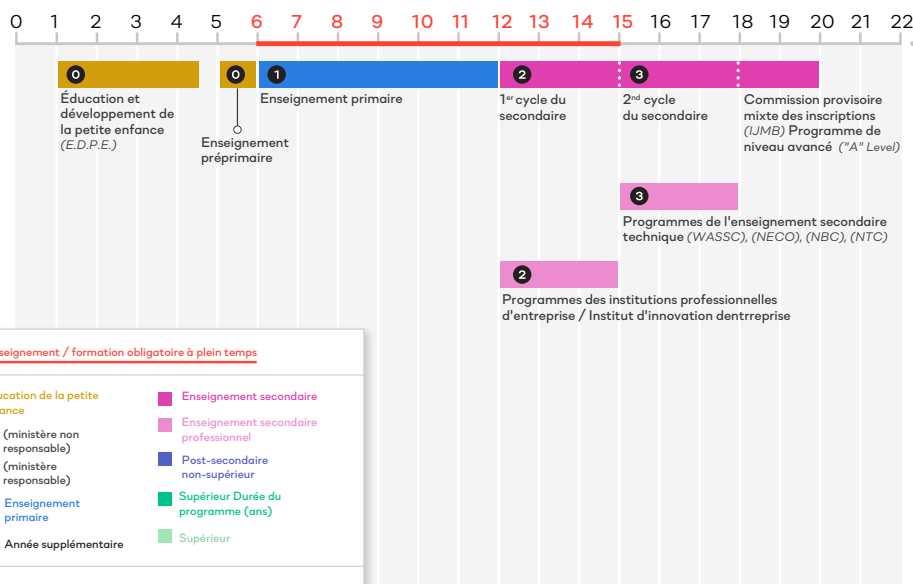 0 1 2 3 4 5 6 7 8 9 10 11 12 13 14 15 16 17 18 19 20 21 22
0 0 1 2 3
Éducation et
développement de
la petite enfance
(E.D.P.E.)
Enseignement
préprimaire
Enseignement primaire
1er cycle du
secondaire
2nd cycle
du secondaire
Commission provisoire
mixte des inscriptions
(IJMB) Programme de
niveau avancé ("A" Level)
3
Programmes de l'enseignement secondaire
technique (WASSC), (NECO), (NBC), (NTC)
2
Programmes des institutions professionnelles
d'entreprise / Institut d'innovation dentrreprise
seignement / formation obligatoire à plein temps
ucation de la petite
ance
(ministère non
responsable)
(ministère
responsable)
Enseignement
primaire
Année supplémentaire
Enseignement secondaire
Enseignement secondaire
professionnel
Post-secondaire
non-supérieur
Supérieur Durée du
programme (ans)
Supérieur